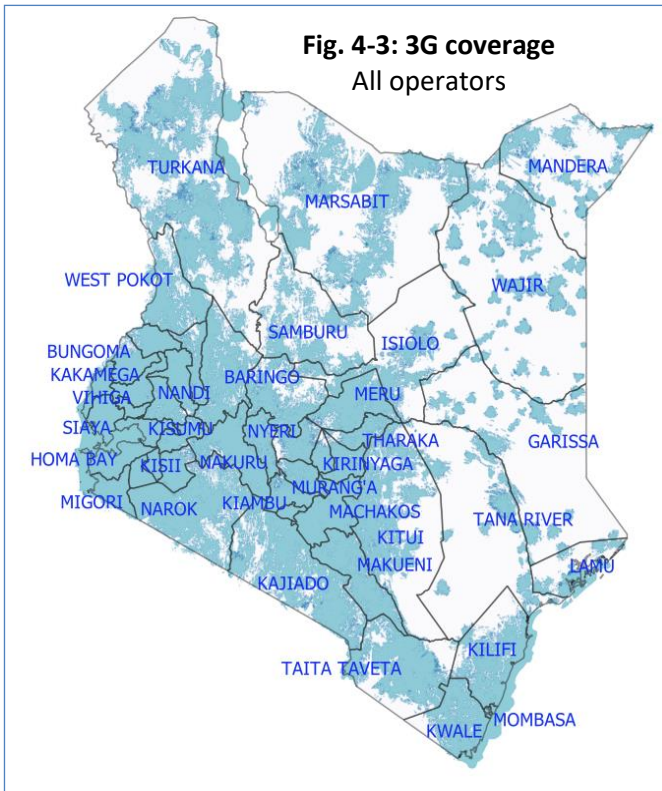 Fig. 4-3: 3G coverage
All operators
TURKANA
MANDERA
MARSABIT
WEST POKOT
WAJIR
SAMBURU
ISIOLO
BUNGOMA
KAKAMEGA
BARINGO
NANDI
MERU
VIHIGA
SIAYA
KISUMU
NYERI
THARAKA
GARISSA
HOMA BAY
KISII
NAKURU
KIRINYAGA
MURANG'A
MIGORI
NAROK
KIAMBU
MACHAKOS
TANA RIVER
KITUI
MAKUENI
LAMU
KAJIADO
KILIFI
TAITA TAVETA
MOMBASA
KWALE